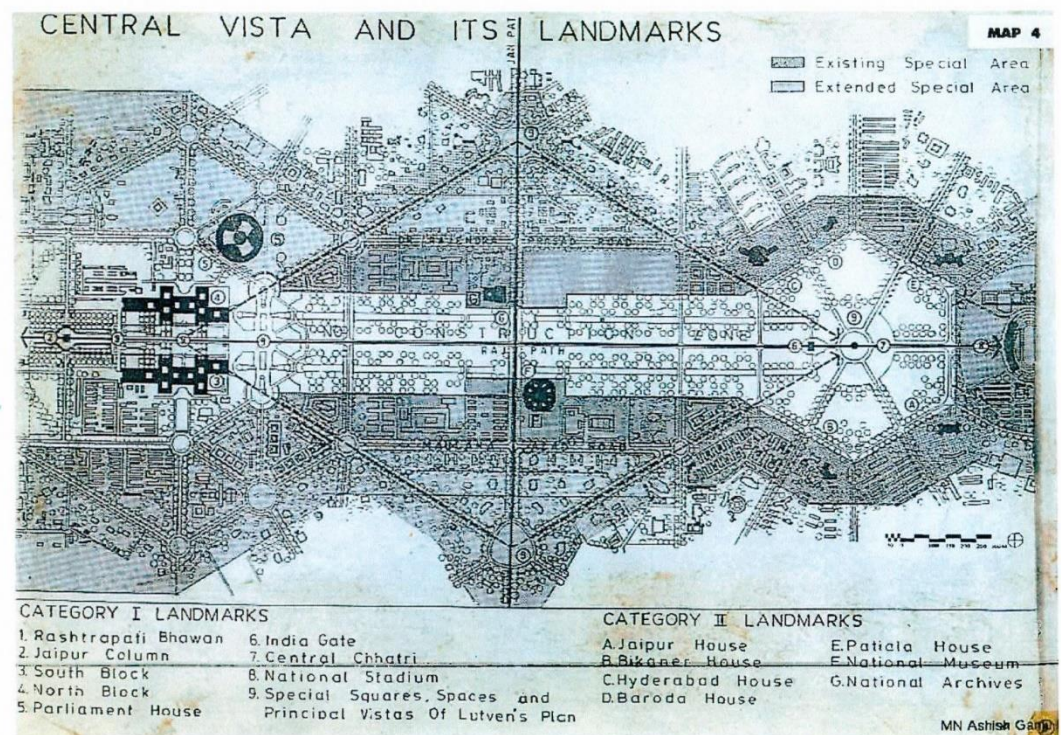 CENTRAL VISTA AND ITS LANDMARKS
JAN PAT
MAP 4
Existing Special Area
Extended Special Area
DR. RAJENDRA PRASAD ROAD
NO CONSTRUCTION ZONE
RAJ PATH
CATEGORY I LANDMARKS
1. Rashtrapati Bhawan
2. Jaipur Column
3. South Block
4. North Block
5. Parliament House
6. India Gate
7. Central Chhatri
8. National Stadium
9. Special Squares, Spaces and
Principal Vistas Of Lutven's Plan
CATEGORY II LANDMARKS
A. Jaipur House
B. Bikaner House
C. Hyderabad House
D. Baroda House
E. Patiala House
F. National Museum
G. National Archives
MN Ashish Ganju